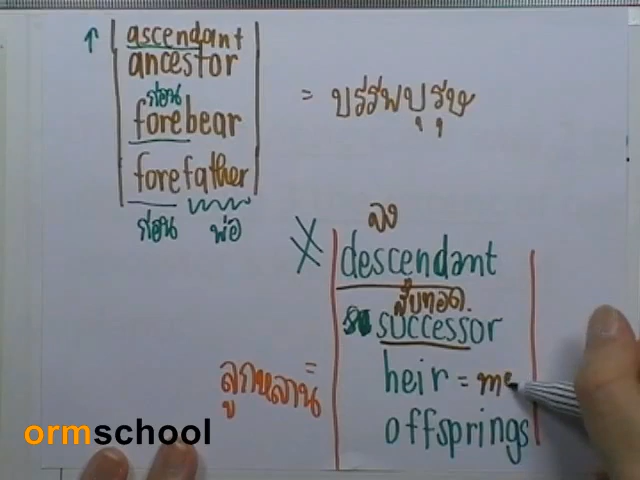 ↑ ascendant
ancestor
ก่อน
forebear
= บรรพบุรุษ
forefather
ก่อน พ่อ
ลง
descendant
สืบทอด
successor
ลูกหลาน =
heir =
offsprings
ormschool